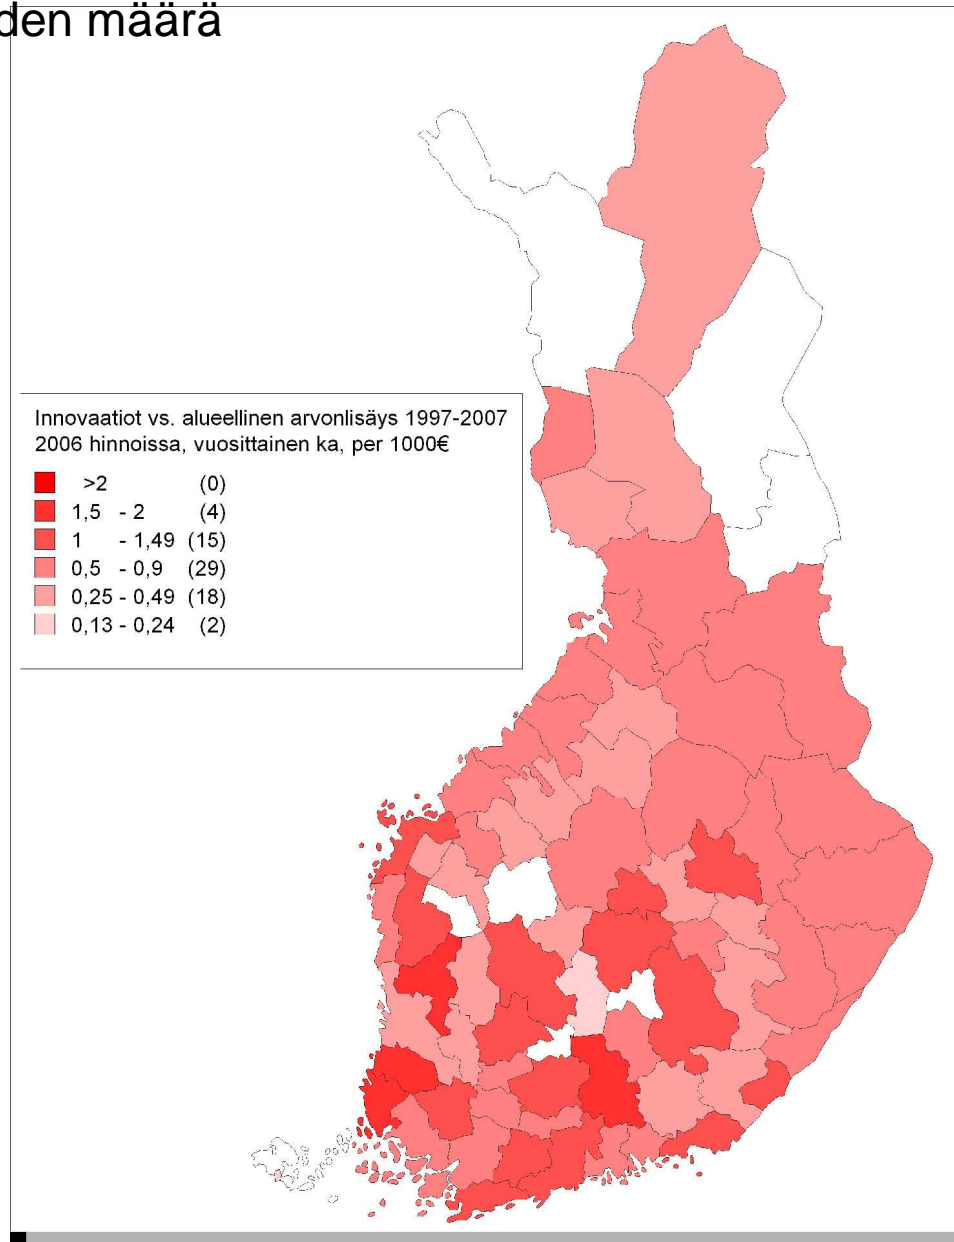 den määrä
Innovaatiot vs. alueellinen arvonlisäys 1997-2007
2006 hinnoissa, vuosittainen ka, per 1000€
>2 (0)
1,5 - 2 (4)
1 - 1,49 (15)
0,5 - 0,9 (29)
0,25 - 0,49 (18)
0,13 - 0,24 (2)